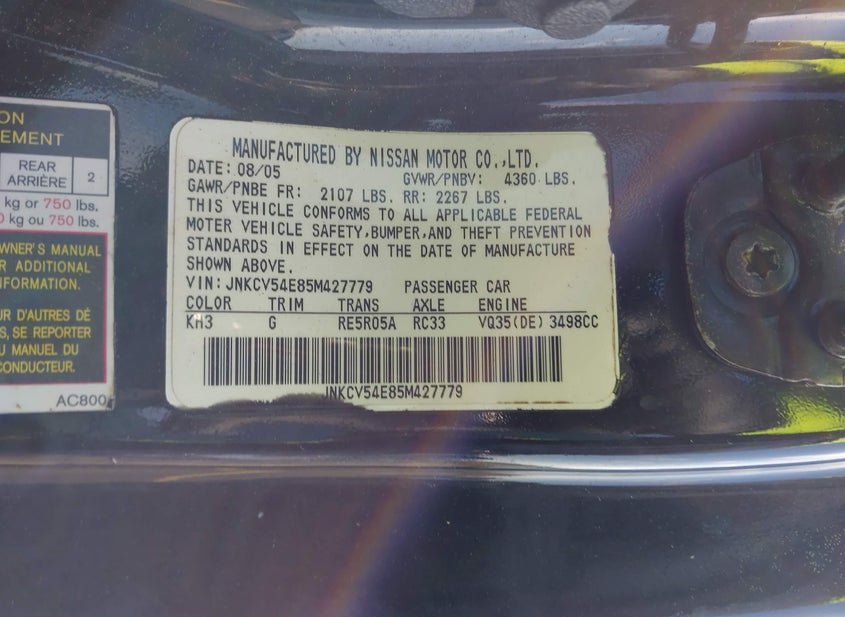 ON
EMENT
REAR
ARRIÈRE
2
kg or 750 lbs.
kg ou 750 lbs.
WNER'S MANUAL
R ADDITIONAL
NFORMATION.
UR D'AUTRES DÉ
S, SE REPORTER
AU MANUEL DU
CONDUCTEUR.
AC800
MANUFACTURED BY NISSAN MOTOR CO.,LTD.
DATE: 08/05 GVWR/PNBV: 4360 LBS.
GAWR/PNBE FR: 2107 LBS. RR: 2267 LBS.
THIS VEHICLE CONFORMS TO ALL APPLICABLE FEDERAL
MOTOR VEHICLE SAFETY,BUMPER,AND THEFT PREVENTION
STANDARDS IN EFFECT ON THE DATE OF MANUFACTURE
SHOWN ABOVE.
VIN: JNKCV54E85M427779 PASSENGER CAR
COLOR TRIM TRANS AXLE ENGINE
KH3 G RE5R05A RC33 VQ35(DE) 3498CC
JNKCV54E85M427779